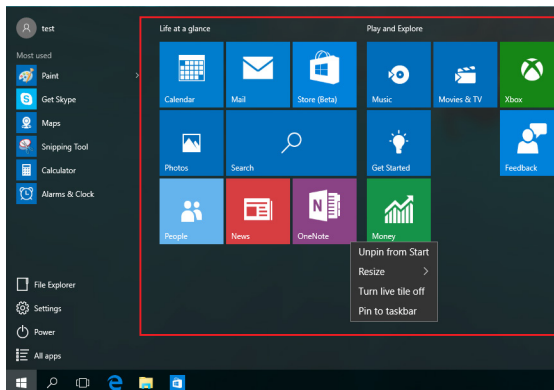 test
Most used
Paint
Get Skype
Maps
Snipping Tool
Calculator
Alarms & Clock
File Explorer
Settings
Power
All apps
Life at a glance
Calendar
Mail
Store (Beta)
Photos
Search
People
News
OneNote
Play and Explore
Music
Movies & TV
Xbox
Get Started
Feedback
Money
Unpin from Start
Resize
Turn live tile off
Pin to taskbar